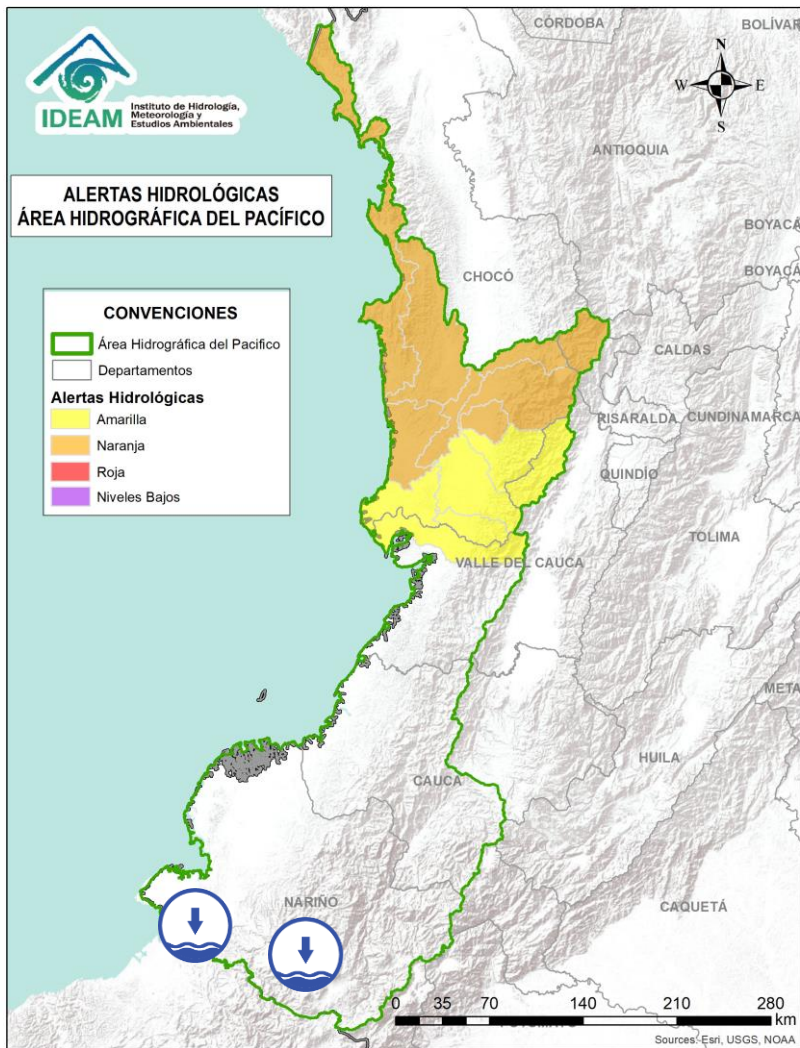 CÓRDOBA
BOLÍVAR
IDEAM
Instituto de Hidrología,
Meteorología y
Estudios Ambientales
N
W
E
S
ANTIOQUIA
ALERTAS HIDROLÓGICAS
ÁREA HIDROGRÁFICA DEL PACÍFICO
BOYACÁ
BOYACÁ
CHOCÓ
CONVENCIONES
Área Hidrográfica del Pacifico
Departamentos
Alertas Hidrológicas
Amarilla
Naranja
Roja
Niveles Bajos
CALDAS
RISARALDA
CUNDINAMARCA
QUINDÍO
TOLIMA
VALLE DEL CAUCA
META
HUILA
CAUCA
NARIÑO
CAQUETÁ
0 35 70 140 210 280
km
Sources: Esri, USGS, NOAA